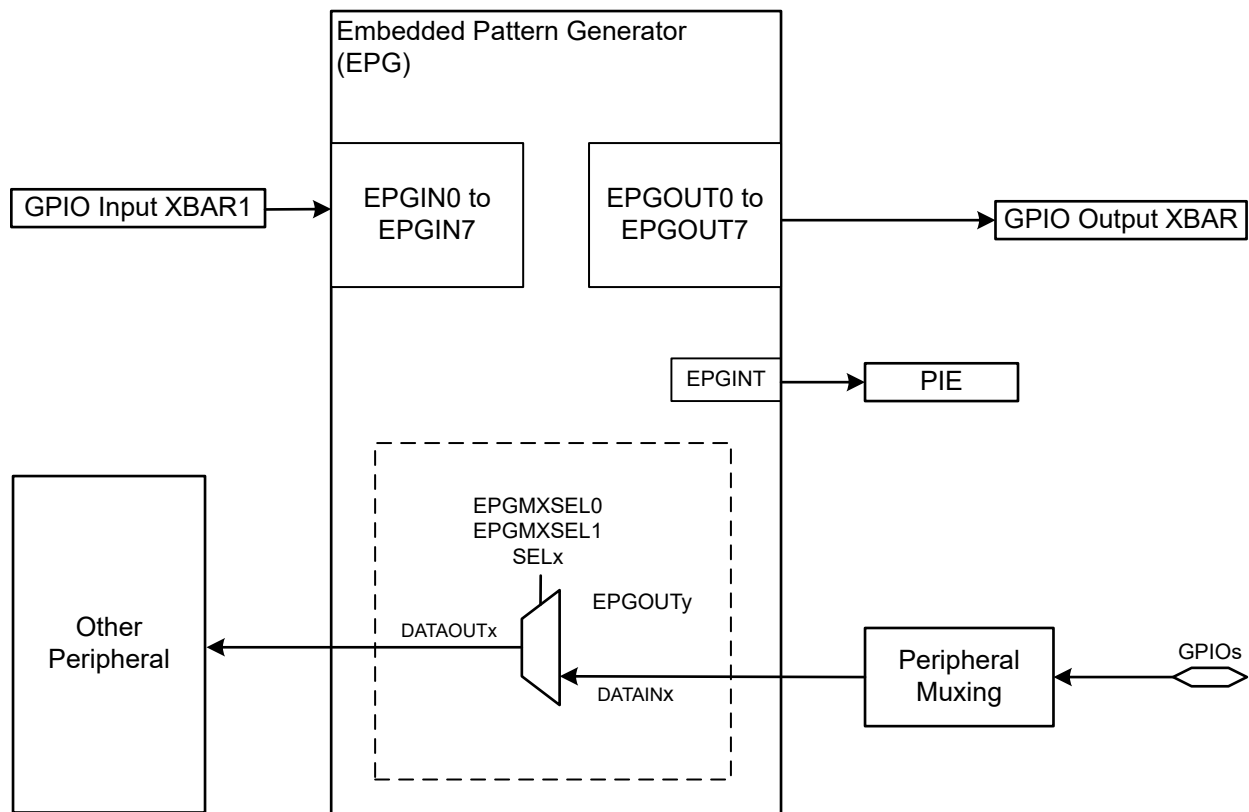 Embedded Pattern Generator
(EPG)
GPIO Input XBAR1
EPGIN0 to
EPGIN7
EPGOUT0 to
EPGOUT7
GPIO Output XBAR
EPGINT
PIE
EPGMXSEL0
EPGMXSEL1
SELx
EPGOUTy
DATAOUTx
DATAINx
Other
Peripheral
Peripheral
Muxing
GPIOs